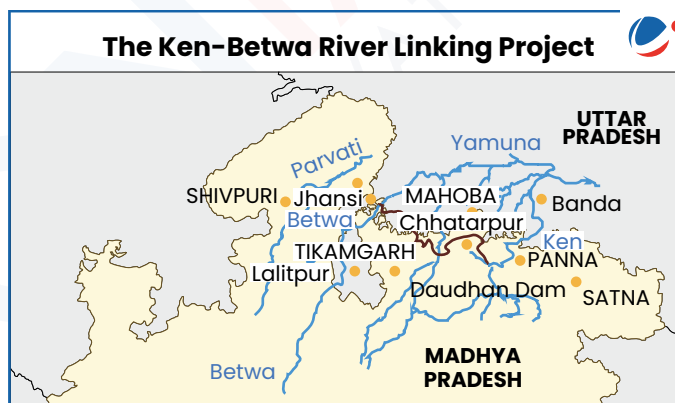 The Ken-Betwa River Linking Project
UTTAR
PRADESH
Yamuna
Parvati
SHIVPURI
Jhansi
MAHOBA
Banda
Betwa
Chhatarpur
Ken
TIKAMGARH
PANNA
Lalitpur
Daudhan Dam
SATNA
MADHYA
PRADESH
Betwa